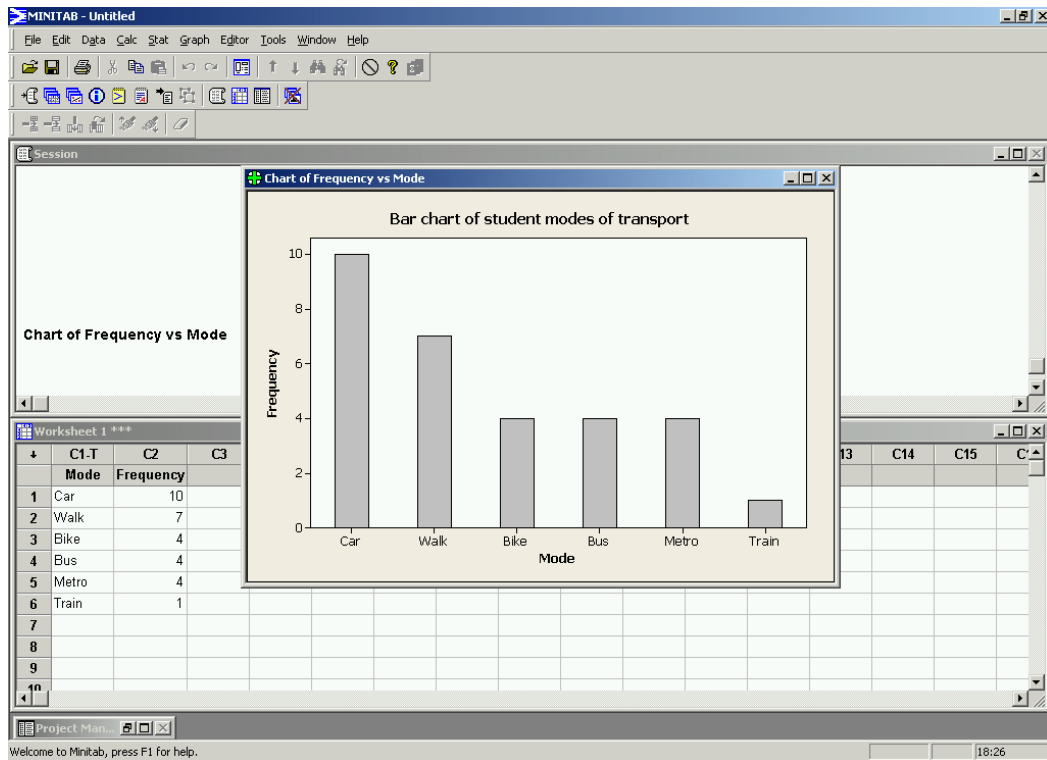 MINITAB - Untitled
File Edit Data Calc Stat Graph Editor Tools Window Help
Session
Chart of Frequency vs Mode
Chart of Frequency vs Mode
Bar chart of student modes of transport
10
8
6
4
2
0
Frequency
Car Walk Bike Bus Metro Train
Mode
Worksheet 1 ***
C1-T C2 C3 13 C14 C15
Mode Frequency
1 Car 10
2 Walk 7
3 Bike 4
4 Bus 4
5 Metro 4
6 Train 1
7
8
9
10
Project Man...
Welcome to Minitab, press F1 for help. 18:26